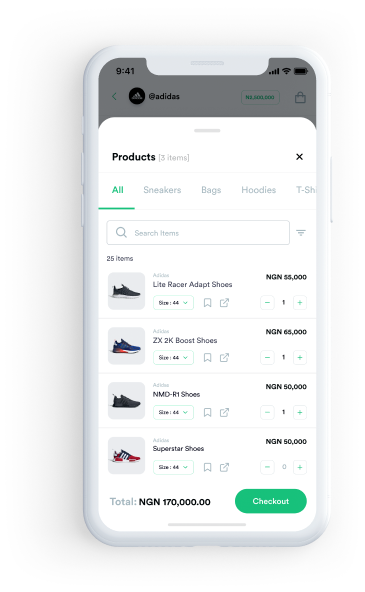 9:41
@adidas
Products (3 items)
All Sneakers Bags Hoodies T-Shi
Search Items
25 items
Adidas
NGN 55,000
Lite Racer Adapt Shoes
Size : 44
1
Adidas
NGN 65,000
ZX 2K Boost Shoes
Size : 44
1
Adidas
NGN 50,000
NMD-R1 Shoes
Size : 44
1
Adidas
NGN 50,000
Superstar Shoes
Size : 44
0
Total: NGN 170,000.00
Checkout